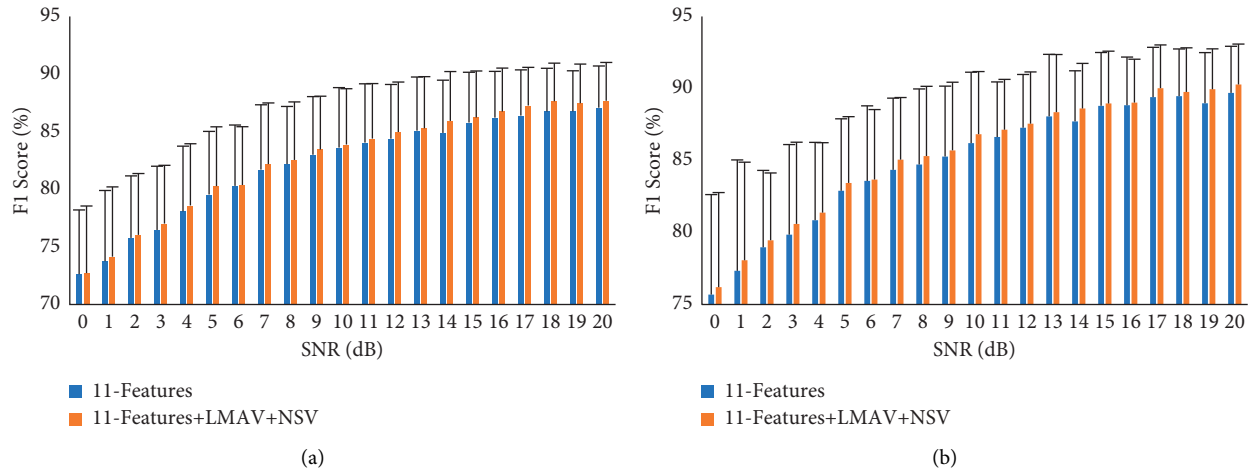 95
90
85
80
75
70
F1 Score (%)
0 1 2 3 4 5 6 7 8 9 10 11 12 13 14 15 16 17 18 19 20
SNR (dB)
11-Features
11-Features+LMAV+NSV
(a)
95
90
85
80
75
F1 Score (%)
0 1 2 3 4 5 6 7 8 9 10 11 12 13 14 15 16 17 18 19 20
SNR (dB)
11-Features
11-Features+LMAV+NSV
(b)